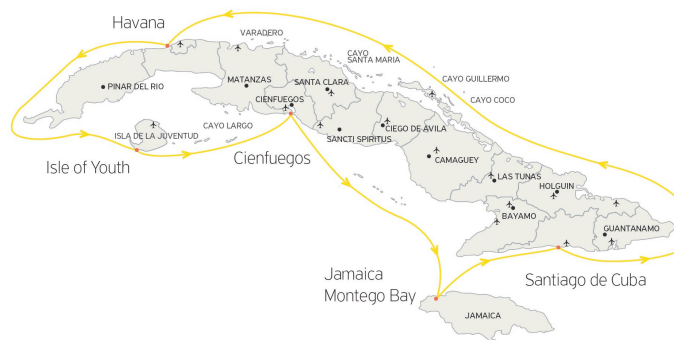 Havana
VARADERO
CAYO
SANTA MARIA
CAYO GUILLERMO
CAYO COCO
PINAR DEL RIO
MATANZAS
SANTA CLARA
CIENFUEGOS
ISLA DE LA JUVENTUD
CAYO LARGO
Isle of Youth
Cienfuegos
SANCTI SPIRITUS
CIEGO DE AVILA
CAMAGUEY
LAS TUNAS
HOLGUIN
BAYAMO
GUANTANAMO
Santiago de Cuba
Jamaica
Montego Bay
JAMAICA